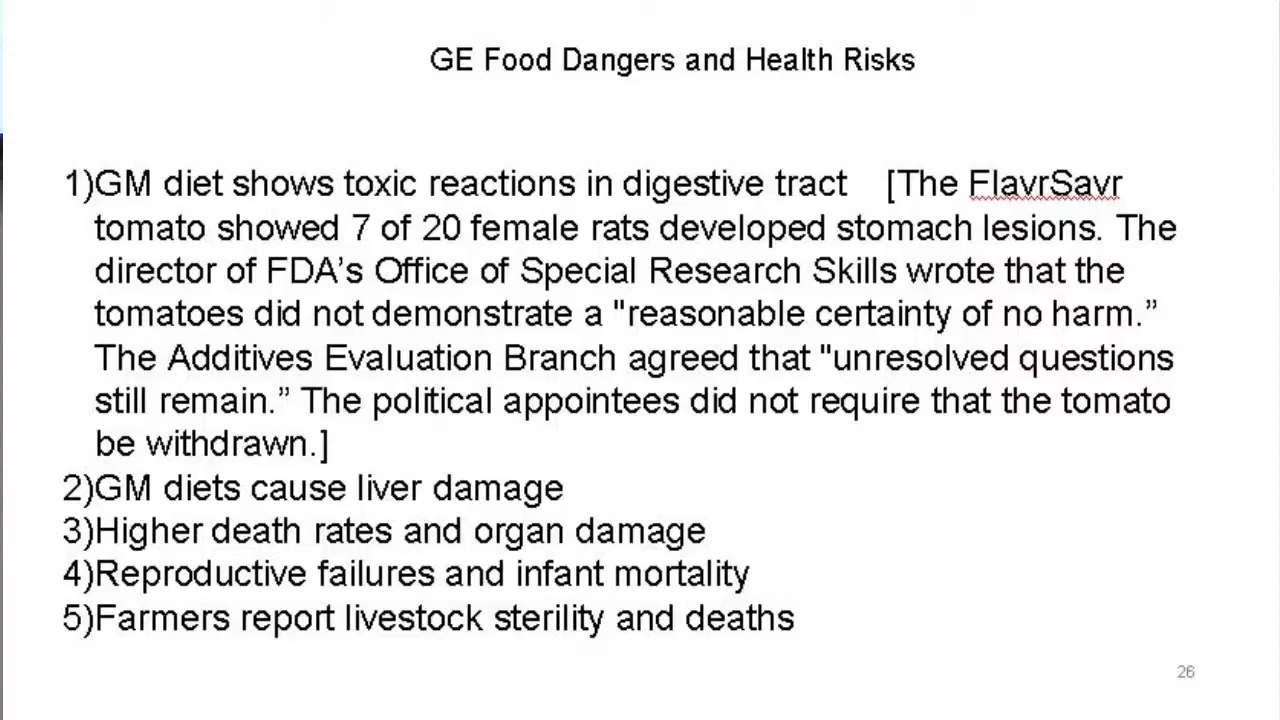 GE Food Dangers and Health Risks
1)GM diet shows toxic reactions in digestive tract [The FlavrSavr
tomato showed 7 of 20 female rats developed stomach lesions. The
director of FDA’s Office of Special Research Skills wrote that the
tomatoes did not demonstrate a "reasonable certainty of no harm.”
The Additives Evaluation Branch agreed that "unresolved questions
still remain.” The political appointees did not require that the tomato
be withdrawn.]
2)GM diets cause liver damage
3)Higher death rates and organ damage
4)Reproductive failures and infant mortality
5)Farmers report livestock sterility and deaths
26